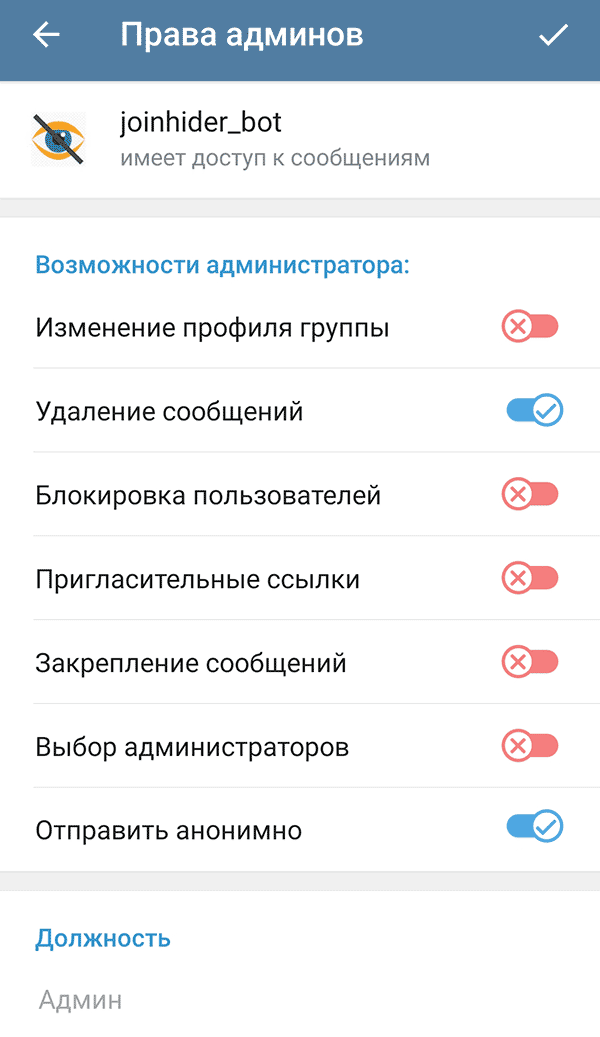 Права админов
joinhider_bot
имеет доступ к сообщениям
Возможности администратора:
Изменение профиля группы
Удаление сообщений
Блокировка пользователей
Пригласительные ссылки
Закрепление сообщений
Выбор администраторов
Отправить анонимно
Должность
Админ